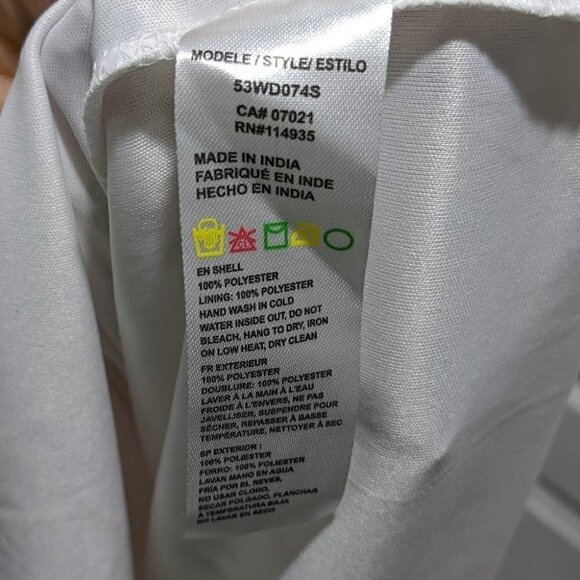 MODELE / STYLE/ ESTILO
53WD074S
CA# 07021
RN#114935
MADE IN INDIA
FABRIQUÉ EN INDE
HECHO EN INDIA
CL
EN SHELL
100% POLYESTER
LINING: 100% POLYESTER
HAND WASH IN COLD
WATER INSIDE OUT, DO NOT
BLEACH, HANG TO DRY, IRON
ON LOW HEAT, DRY CLEAN
FR EXTERIEUR
100% POLYESTER
DOUBLURE: 100% POLYESTER
LAVER À LA MAIN À L'EAU
FROIDE À L'ENVERS, NE PAS
JAVELLISER, SUSPENDRE POUR
SÉCHER, REPASSER À BASSE
TEMPÉRATURE, NETTOYER À SEC
SP EXTERIOR :
100% POLIESTER
FORRO: 100% POLIESTER
LAVAR MANO EN AGUA
FRÍA POR EL REVES,
NO USAR CLORO,
SECAR POLGADO, PLANCHAR
A TEMPERATURA BAJA
NO LAVADO EN SECO